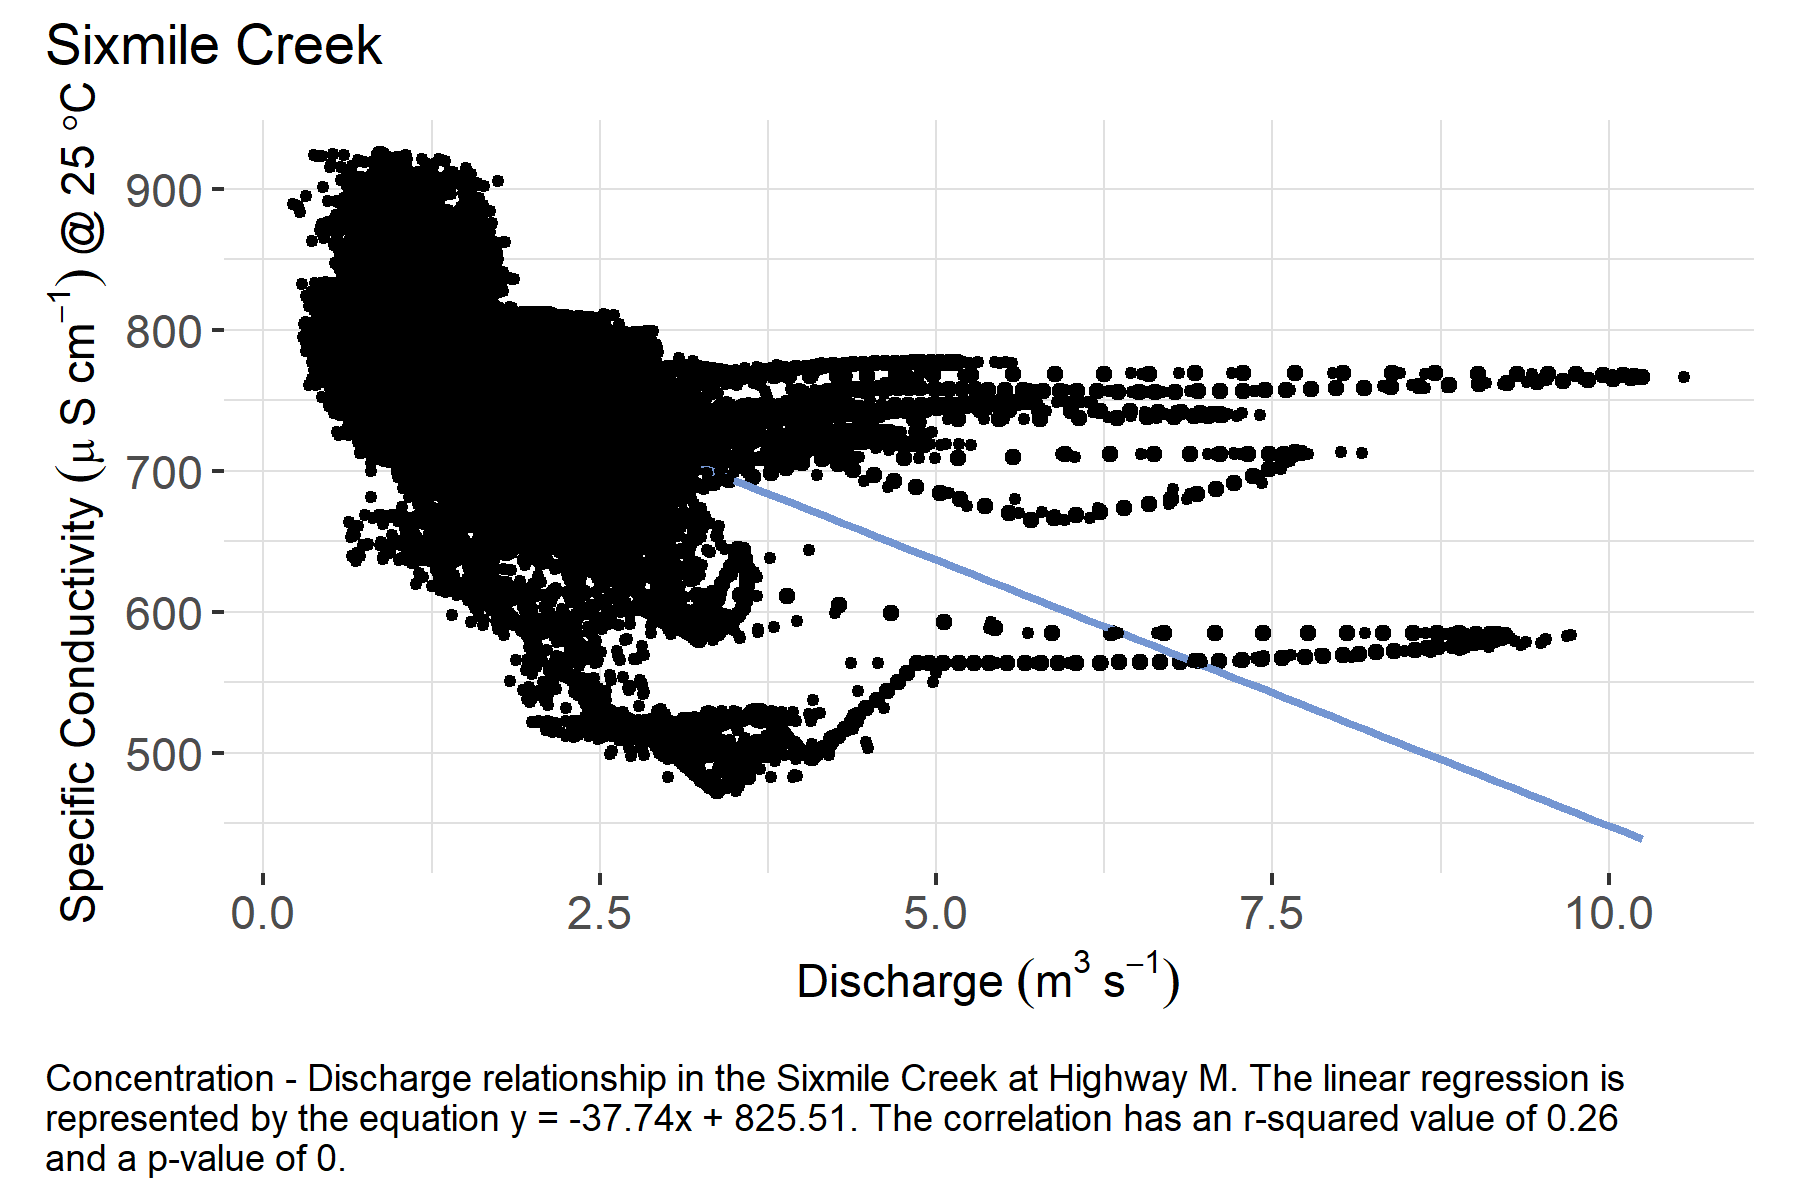 Sixmile Creek
Specific Conductivity (μ S cm⁻¹) @ 25 °C
900
800
700
600
500
0.0 2.5 5.0 7.5 10.0
Discharge (m³ s⁻¹)
Concentration - Discharge relationship in the Sixmile Creek at Highway M. The linear regression is
represented by the equation y = -37.74x + 825.51. The correlation has an r-squared value of 0.26
and a p-value of 0.